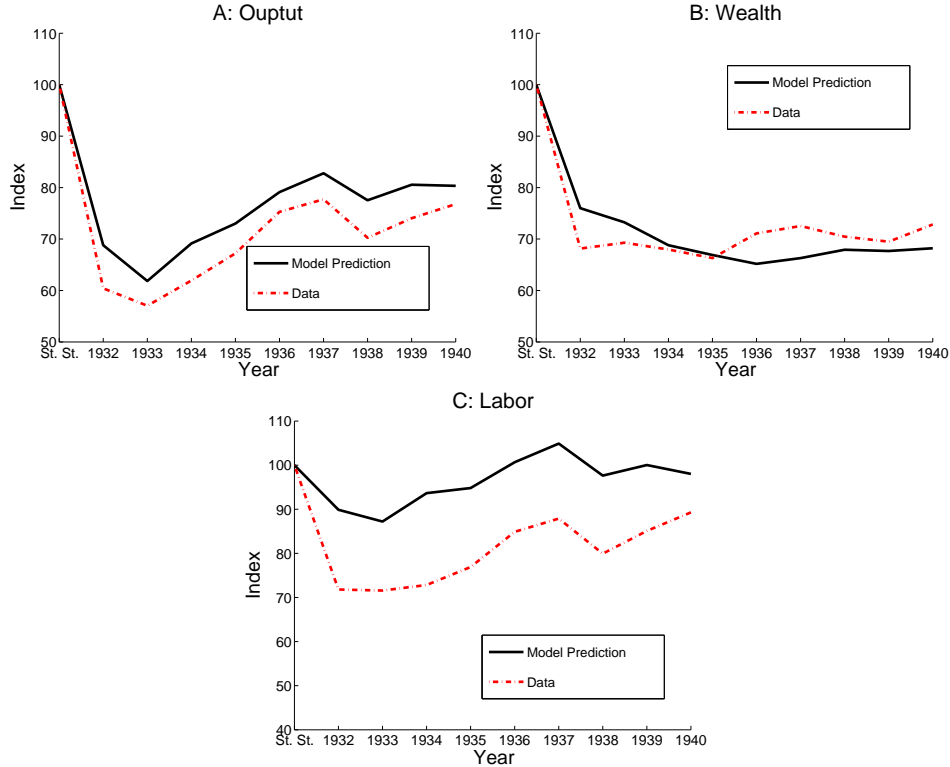 A: Ouptut
110
100
90
80
70
60
50
Index
St. St. 1932 1933 1934 1935 1936 1937 1938 1939 1940
Year
Model Prediction
Data
B: Wealth
110
100
90
80
70
60
50
Index
St. St. 1932 1933 1934 1935 1936 1937 1938 1939 1940
Year
Model Prediction
Data
C: Labor
110
100
90
80
70
60
50
40
Index
St. St. 1932 1933 1934 1935 1936 1937 1938 1939 1940
Year
Model Prediction
Data